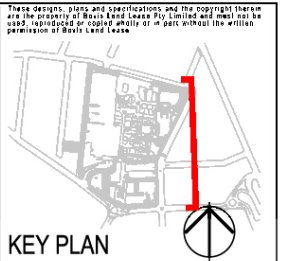 These designs, plans and specifications and the copyright therein
are the property of Bovis Lend Lease Pty Limited and must not be
used, reproduced or copied wholly or in part without the written
permission of Bovis Lend Lease
KEY PLAN